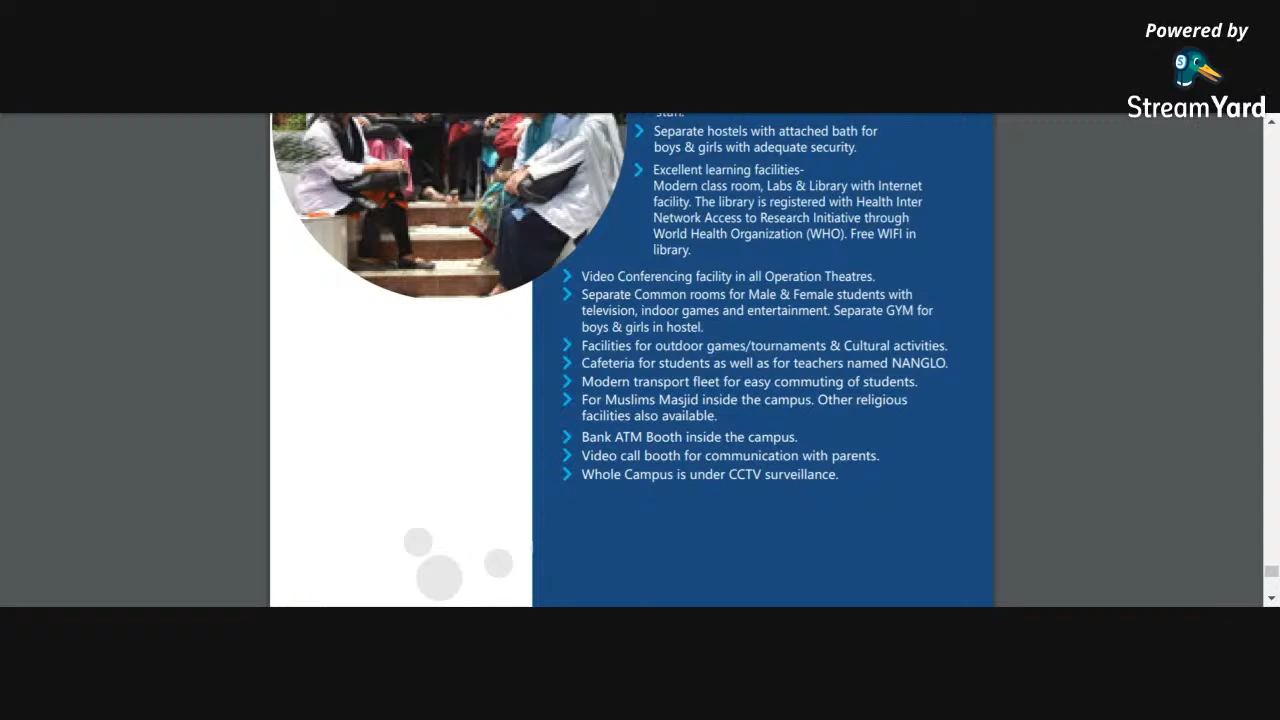 Powered by
StreamYard
staff.
Separate hostels with attached bath for
boys & girls with adequate security.
Excellent learning facilities-
Modern class room, Labs & Library with Internet
facility. The library is registered with Health Inter
Network Access to Research Initiative through
World Health Organization (WHO). Free WIFI in
library.
Video Conferencing facility in all Operation Theatres.
Separate Common rooms for Male & Female students with
television, indoor games and entertainment. Separate GYM for
boys & girls in hostel.
Facilities for outdoor games/tournaments & Cultural activities.
Cafeteria for students as well as for teachers named NANGLO.
Modern transport fleet for easy commuting of students.
For Muslims Masjid inside the campus. Other religious
facilities also available.
Bank ATM Booth inside the campus.
Video call booth for communication with parents.
Whole Campus is under CCTV surveillance.